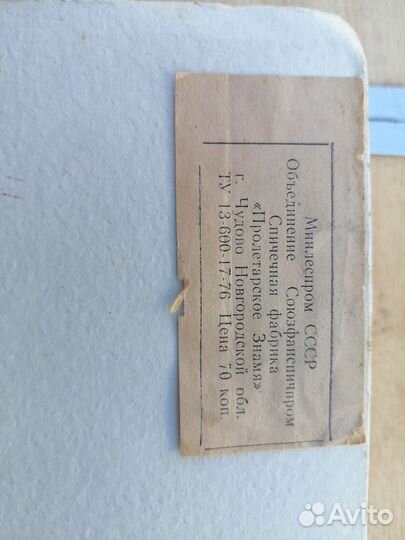 Минлеспром СССР
Объединение Союзфанспичпром
Спичечная фабрика
«Пролетарское Знамя»
г. Чудово Новгородской обл.
ТУ 13-600-17-76 Цена 70 коп.
Avito